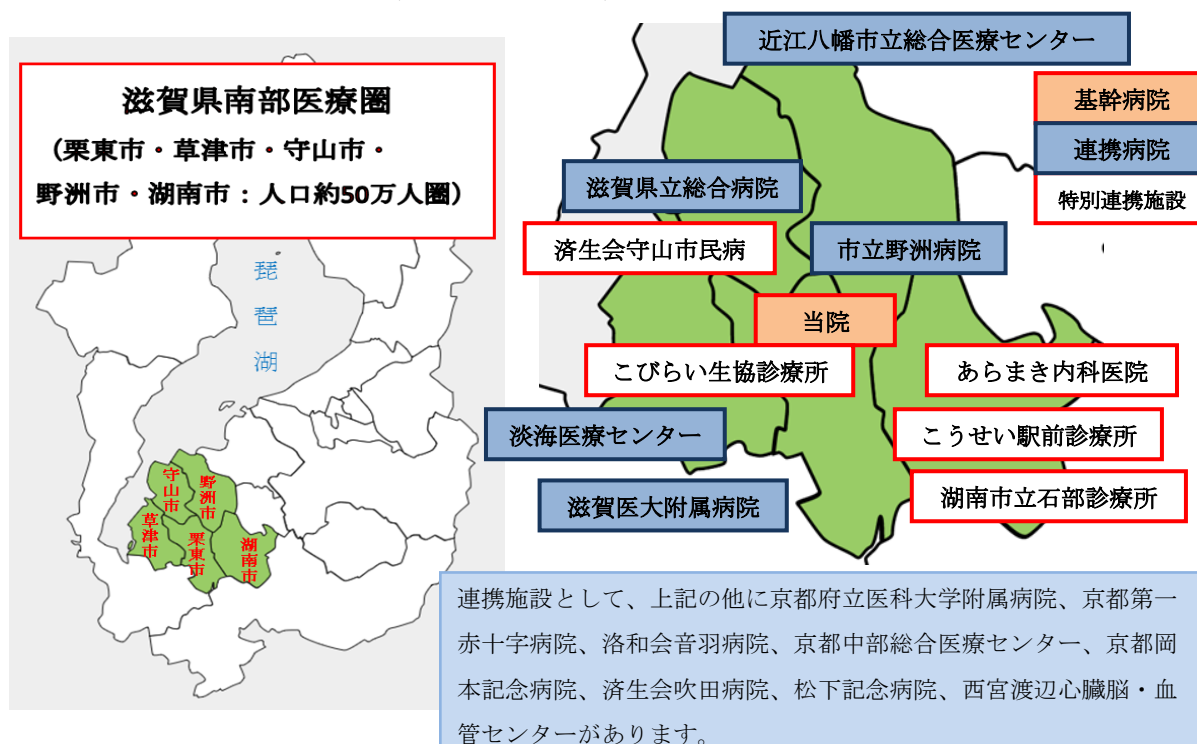 滋賀県南部医療圏
(栗東市・草津市・守山市・
野洲市・湖南市：人口約50万人圏)
琵琶湖
守山市
野洲市
草津市
栗東市
湖南市
近江八幡市立総合医療センター
基幹病院
連携病院
特別連携施設
滋賀県立総合病院
済生会守山市民病
市立野洲病院
当院
こびらい生協診療所
あらまき内科医院
淡海医療センター
こうせい駅前診療所
滋賀医大附属病院
湖南市立石部診療所
連携施設として、上記の他に京都府立医科大学附属病院、京都第一
赤十字病院、洛和会音羽病院、京都中部総合医療センター、京都岡
本記念病院、済生会吹田病院、松下記念病院、西宮渡辺心臓脳・血
管センターがあります。